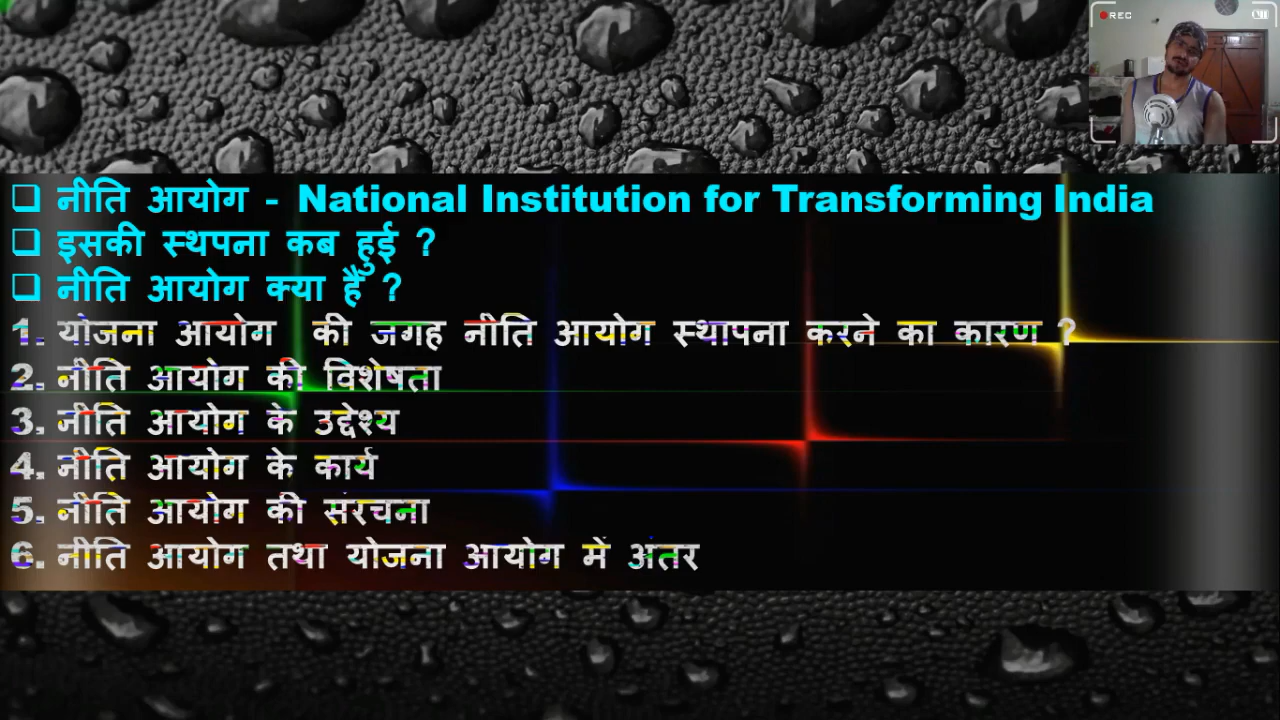 REC
❑ नीति आयोग - National Institution for Transforming India
❑ इसकी स्थपना कब हुई ?
❑ नीति आयोग क्या हैं ?
1. योजना आयोग की जगह नीति आयोग स्थापना करने का कारण ?
2. नीति आयोग की विशेषता
3. नीति आयोग के उद्देश्य
4. नीति आयोग के कार्य
5. नीति आयोग की संरचना
6. नीति आयोग तथा योजना आयोग में अंतर